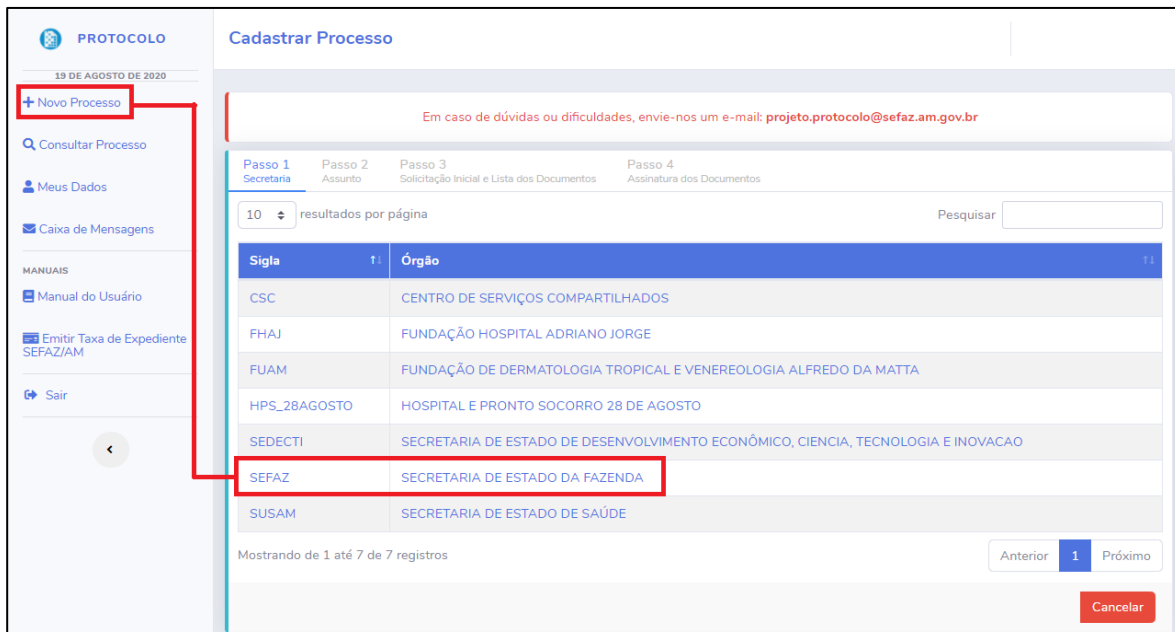 PROTOCOLO
19 DE AGOSTO DE 2020
Novo Processo
Consultar Processo
Meus Dados
Caixa de Mensagens
MANUAIS
Manual do Usuário
Emitir Taxa de Expediente
SEFAZ/AM
Sair
Cadastrar Processo
Em caso de dúvidas ou dificuldades, envie-nos um e-mail: projeto.protocolo@sefaz.am.gov.br
Passo 1 Passo 2 Passo 3 Passo 4
Secretaria Assunto Solicitação Inicial e Lista dos Documentos Assinatura dos Documentos
10 resultados por página Pesquisar
Sigla Órgão
CSC CENTRO DE SERVIÇOS COMPARTILHADOS
FHAJ FUNDAÇÃO HOSPITAL ADRIANO JORGE
FUAM FUNDAÇÃO DE DERMATOLOGIA TROPICAL E VENEREOLOGIA ALFREDO DA MATTA
HPS_28AGOSTO HOSPITAL E PRONTO SOCORRO 28 DE AGOSTO
SEDECTI SECRETARIA DE ESTADO DE DESENVOLVIMENTO ECONÔMICO, CIENCIA, TECNOLOGIA E INOVACAO
SEFAZ SECRETARIA DE ESTADO DA FAZENDA
SUSAM SECRETARIA DE ESTADO DE SAÚDE
Mostrando de 1 até 7 de 7 registros Anterior 1 Próximo
Cancelar